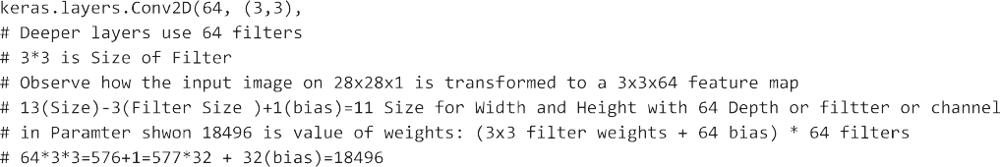 keras.layers.Conv2D(64, (3,3),
# Deeper layers use 64 filters
# 3*3 is Size of Filter
# Observe how the input image on 28x28x1 is transformed to a 3x3x64 feature map
# 13(Size)-3(Filter Size )+1(bias)=11 Size for Width and Height with 64 Depth or filtter or channel
# in Paramter shwon 18496 is value of weights: (3x3 filter weights + 64 bias) * 64 filters
# 64*3*3=576+1=577*32 + 32(bias)=18496